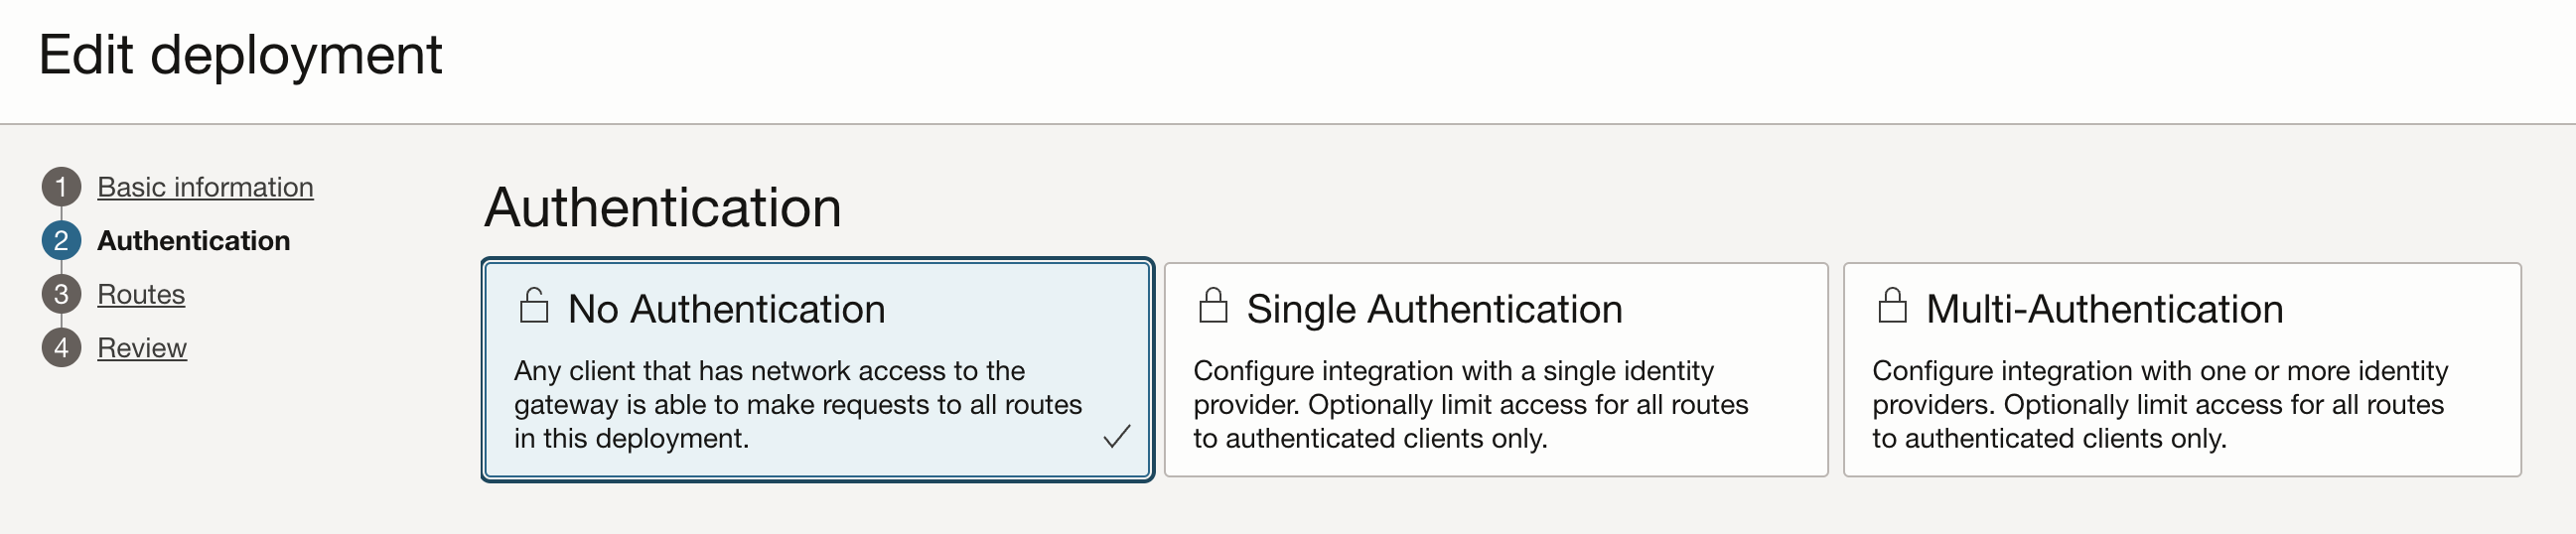 Edit deployment
1 Basic information
2 Authentication
3 Routes
4 Review
Authentication
No Authentication
Any client that has network access to the
gateway is able to make requests to all routes
in this deployment.
Single Authentication
Configure integration with a single identity
provider. Optionally limit access for all routes
to authenticated clients only.
Multi-Authentication
Configure integration with one or more identity
providers. Optionally limit access for all routes
to authenticated clients only.